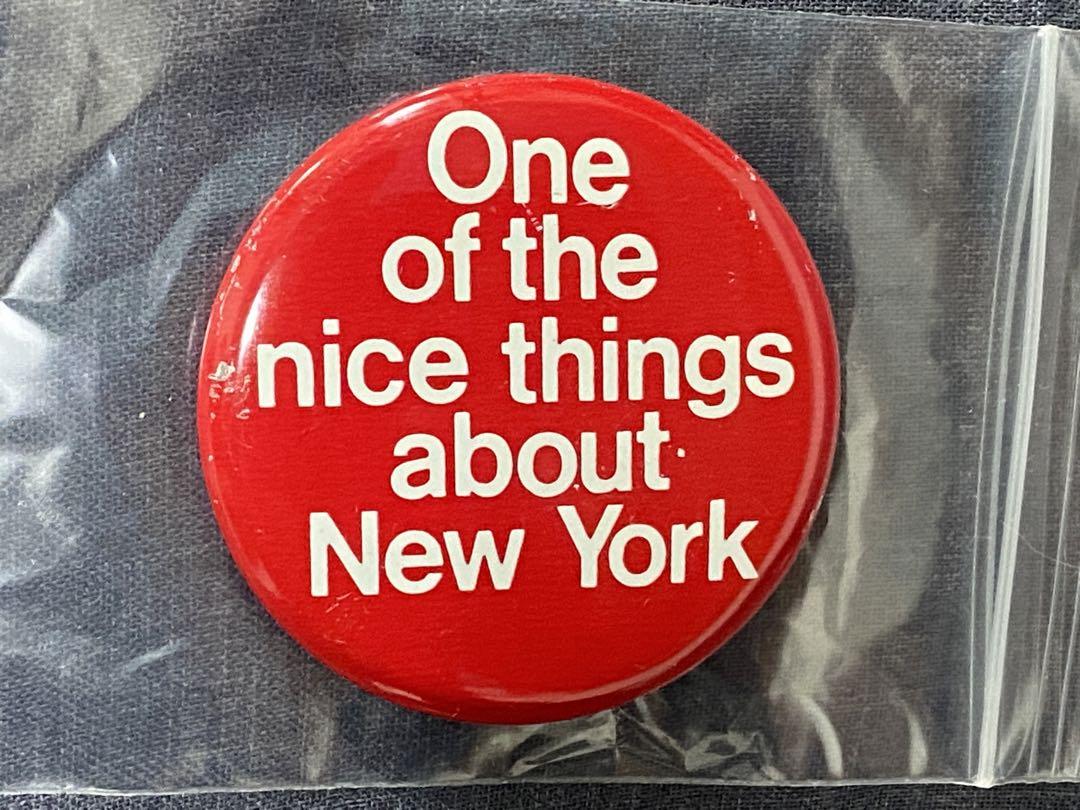 One
of the
nice things
about
New York